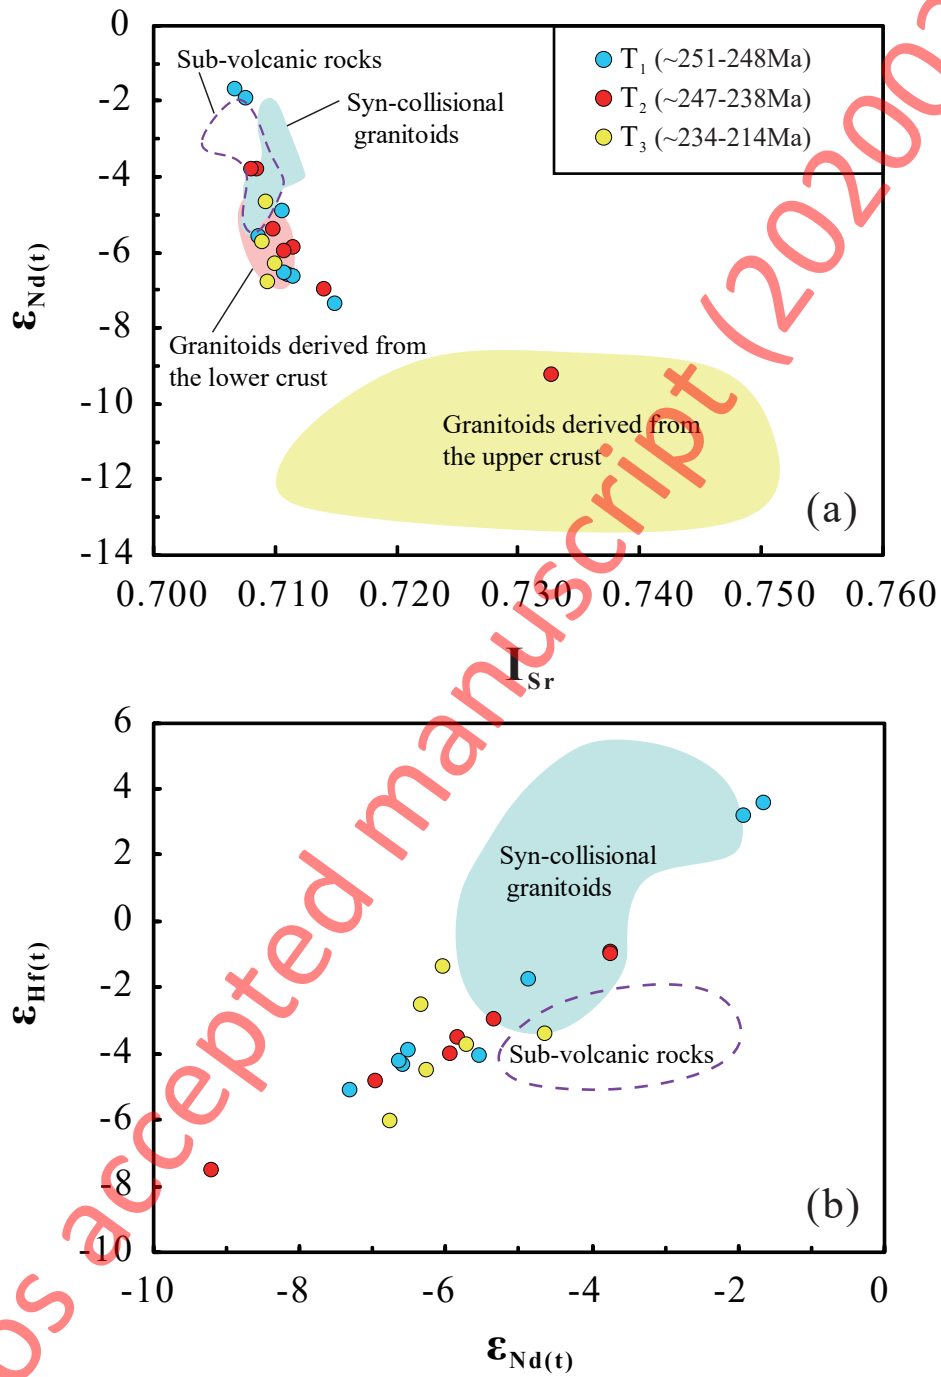 0
-2
-4
-6
-8
-10
-12
-14
εNd(t)
Sub-volcanic rocks
Syn-collisional
granitoids
T1 (~251-248Ma)
T2 (~247-238Ma)
T3 (~234-214Ma)
Granitoids derived from
the lower crust
Granitoids derived from
the upper crust
(a)
0.700 0.710 0.720 0.730 0.740 0.750 0.760
ISr
6
4
2
0
-2
-4
-6
-8
-10
εHf(t)
Syn-collisional
granitoids
Sub-volcanic rocks
(b)
-10 -8 -6 -4 -2 0
εNd(t)
os accepted manuscript (2020